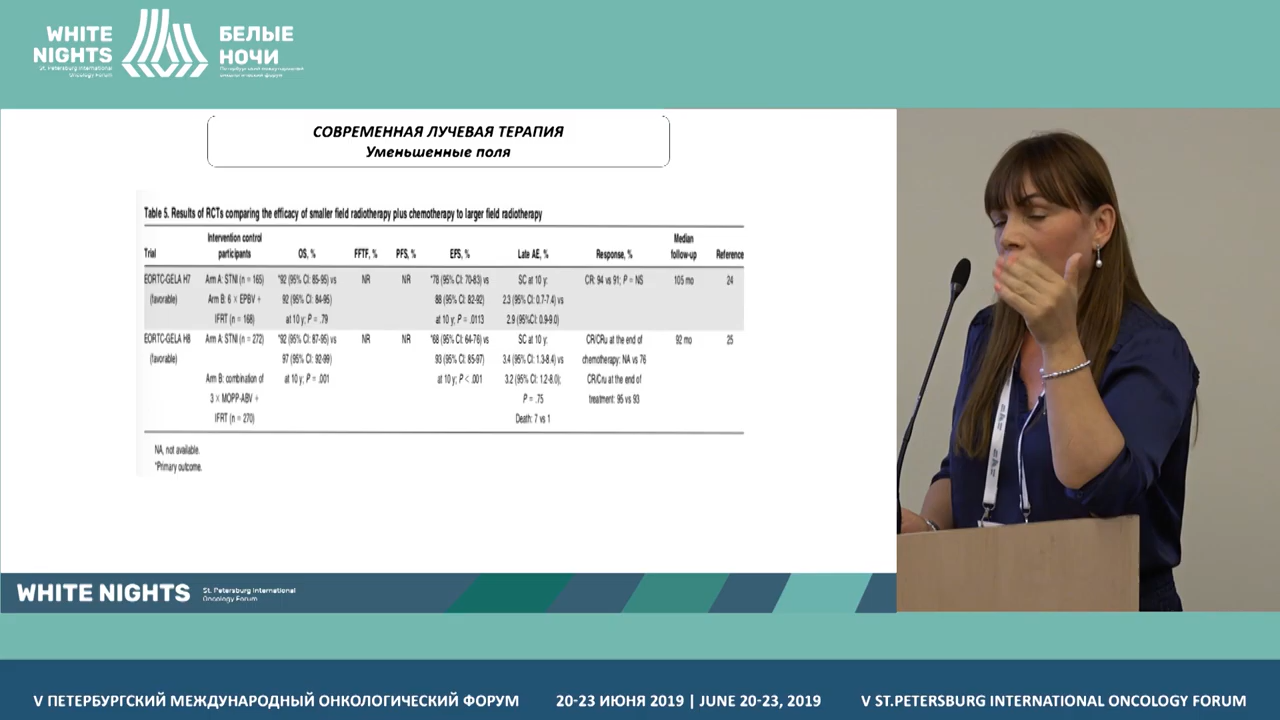 WHITE
NIGHTS
St. Petersburg International
Oncology Forum
БЕЛЫЕ
НОЧИ
Петербургский международный
онкологический форум
СОВРЕМЕННАЯ ЛУЧЕВАЯ ТЕРАПИЯ
Уменьшенные поля
Table 5. Results of RCTs comparing the efficacy of smaller field radiotherapy plus chemotherapy to larger field radiotherapy
Intervention control Median
Trial participants OS, % FFTF, % PFS, % EFS, % Late AE, % Response, % follow-up Reference
EORTC-GELA H7 Arm A: STNI (n = 165) *92 (95% CI: 85-95) vs NR NR *78 (95% CI: 70-83) vs SC at 10 y: CR: 94 vs 91; P = NS 105 mo 24
(favorable) Arm B: 6 × EPBV + 92 (95% CI: 84-95) 88 (95% CI: 82-92) 2.3 (95% CI: 0.7-7.4) vs
IFRT (n = 168) at 10 y; P = .79 at 10 y; P = .0113 2.9 (95%CI: 0.9-9.0)
EORTC-GELA H8 Arm A: STNI (n = 272) *92 (95% CI: 87-95) vs NR NR *68 (95% CI: 64-76) vs SC at 10 y: CR/CRu at the end of 92 mo 25
(favorable) 97 (95% CI: 92-99) 93 (95% CI: 85-97) 3.4 (95% CI: 1.3-8.4) vs chemotherapy: NA vs 76
Arm B: combination of at 10 y; P = .001 at 10 y; P < .001 3.2 (95% CI: 1.2-8.0); CR/Cru at the end of
3 × MOPP-ABV + P = .75 treatment: 95 vs 93
IFRT (n = 270) Death: 7 vs 1
NA, not available.
*Primary outcome.
WHITE NIGHTS
St. Petersburg International
Oncology Forum
V ПЕТЕРБУРГСКИЙ МЕЖДУНАРОДНЫЙ ОНКОЛОГИЧЕСКИЙ ФОРУМ 20-23 ИЮНЯ 2019 | JUNE 20-23, 2019 V ST.PETERSBURG INTERNATIONAL ONCOLOGY FORUM